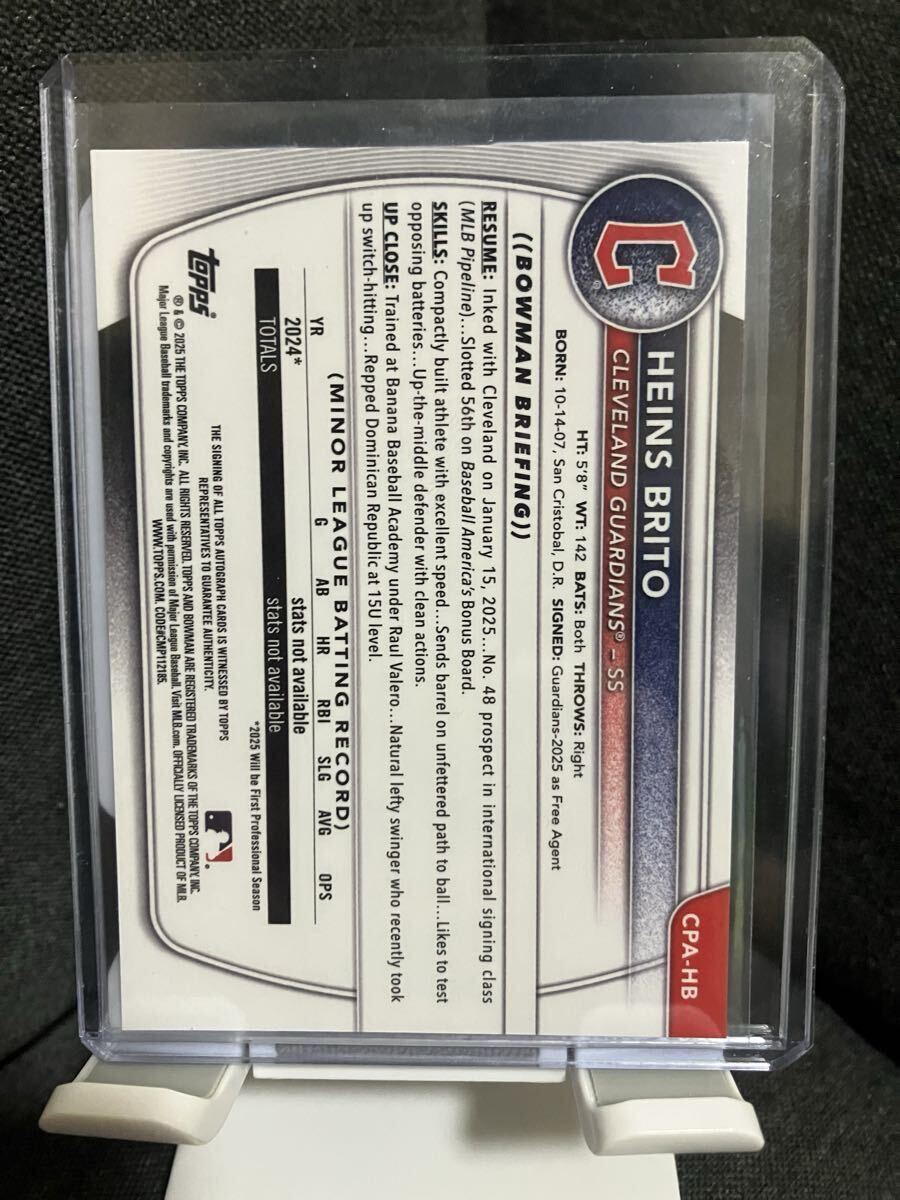 CPA-HB
C
HEINS BRITO
CLEVELAND GUARDIANS® – SS
HT: 5'8" WT: 142 BATS: Both THROWS: Right
BORN: 10-14-07, San Cristobal, D.R. SIGNED: Guardians-2025 as Free Agent
((BOWMAN BRIEFING))
RESUME: Inked with Cleveland on January 15, 2025...No. 48 prospect in international signing class
(MLB Pipeline)...Slotted 56th on Baseball America's Bonus Board.
SKILLS: Compactly built athlete with excellent speed...Sends barrel on unfettered path to ball...Likes to test
opposing batteries...Up-the-middle defender with clean actions.
UP CLOSE: Trained at Banana Baseball Academy under Raul Valero...Natural lefty swinger who recently took
up switch-hitting...Repped Dominican Republic at 15U level.
(MINOR LEAGUE BATTING RECORD)
YR G AB HR RBI SLG AVG OPS
2024* stats not available
TOTALS stats not available
*2025 Will be First Professional Season
topps
THE SIGNING OF ALL TOPPS AUTOGRAPH CARDS IS WITNESSED BY TOPPS
REPRESENTATIVES TO GUARANTEE AUTHENTICITY.
® & © 2025 THE TOPPS COMPANY, INC. ALL RIGHTS RESERVED. TOPPS AND BOWMAN ARE REGISTERED TRADEMARKS OF THE TOPPS COMPANY, INC.
Major League Baseball trademarks and copyrights are used with permission of Major League Baseball. Visit MLB.com. OFFICIALLY LICENSED PRODUCT OF MLB.
WWW.TOPPS.COM. CODE#CMP112185.